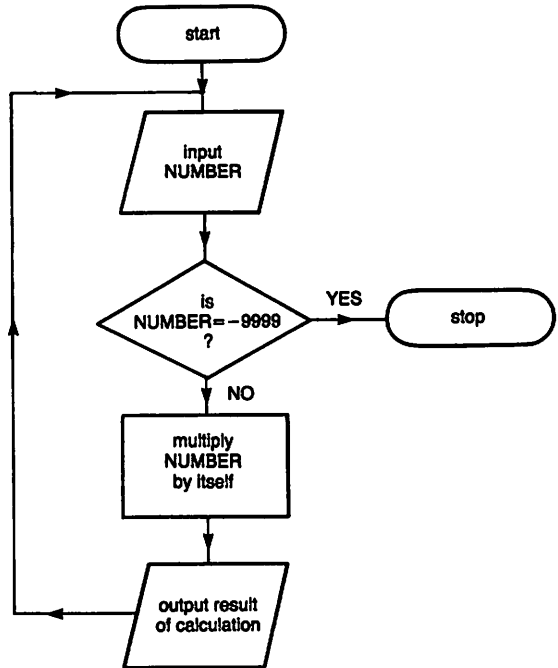 start
input
NUMBER
is
NUMBER=-9999
?
YES
stop
NO
multiply
NUMBER
by itself
output result
of calculation